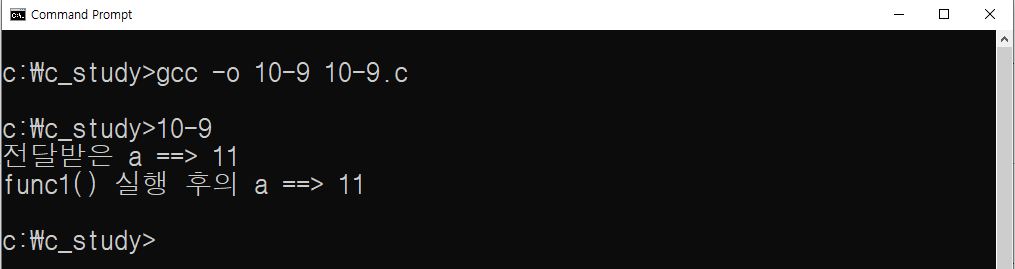 Command Prompt
c:₩c_study>gcc -o 10-9 10-9.c
c:₩c_study>10-9
전달받은 a ==> 11
func1() 실행 후의 a ==> 11
c:₩c_study>